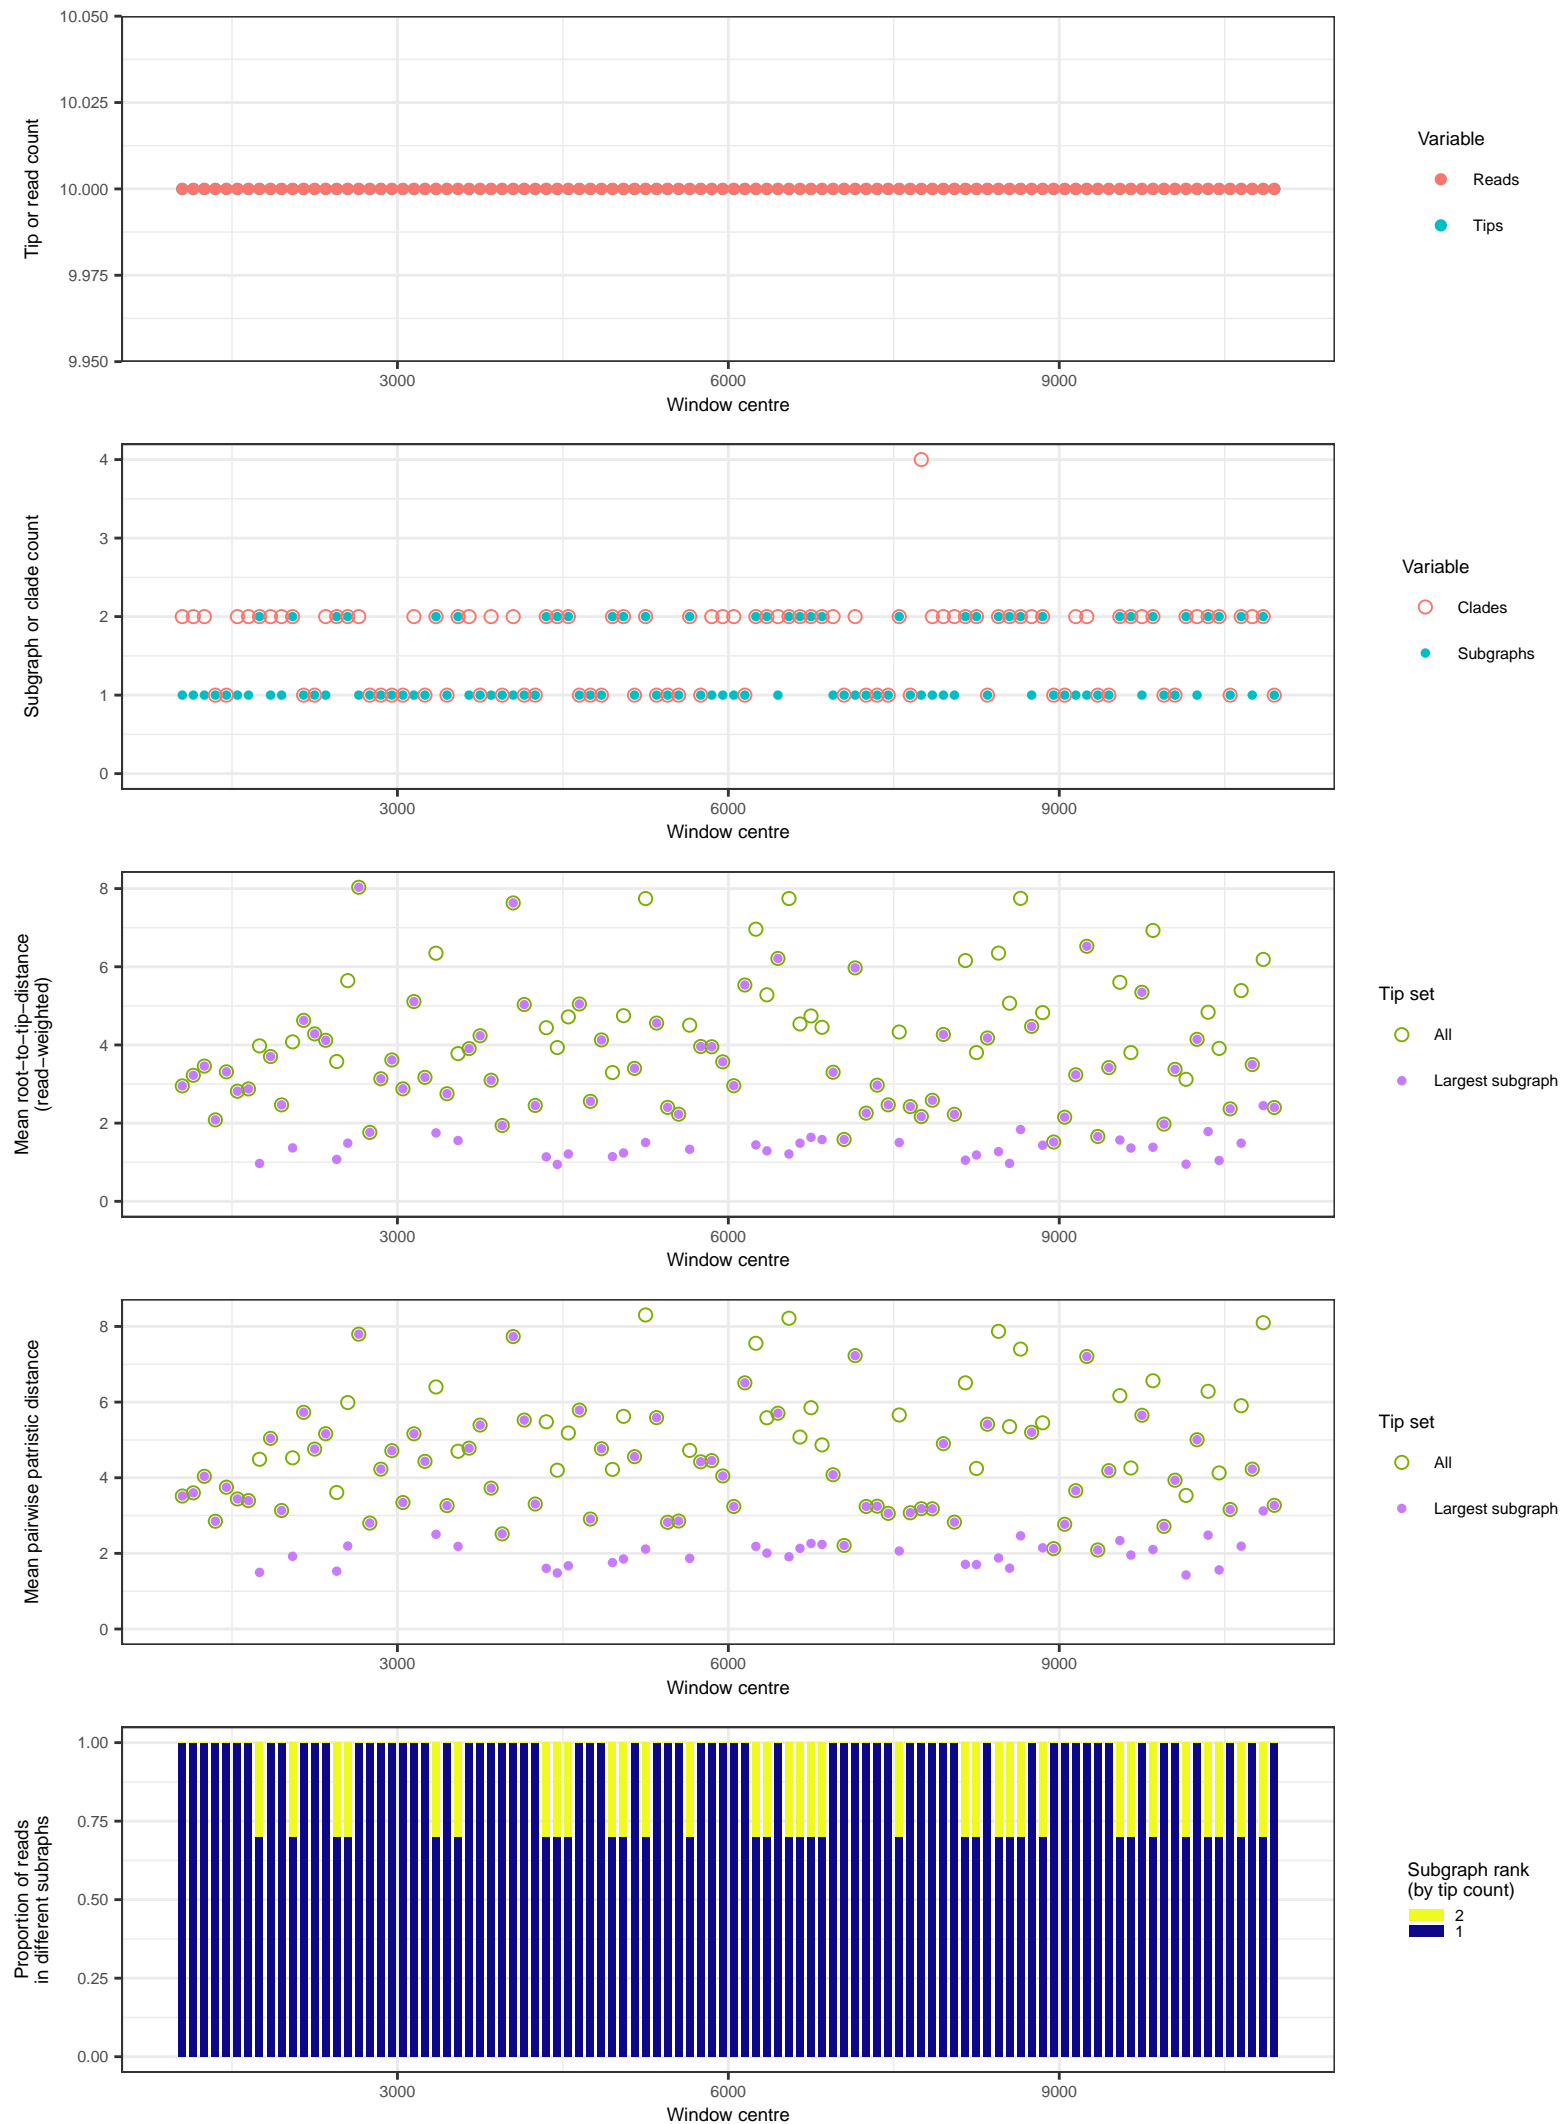 10.050
10.025
10.000
9.975
9.950
Tip or read count
3000
6000
9000
Window centre
Variable
Reads
Tips
4
3
2
1
0
Subgraph or clade count
3000
6000
9000
Window centre
Variable
Clades
Subgraphs
8
6
4
2
0
Mean root−to−tip−distance
(read−weighted)
3000
6000
9000
Window centre
Tip set
All
Largest subgraph
8
6
4
2
0
Mean pairwise patristic distance
3000
6000
9000
Window centre
Tip set
All
Largest subgraph
1.00
0.75
0.50
0.25
0.00
Proportion of reads
in different subraphs
3000
6000
9000
Window centre
Subgraph rank
(by tip count)
2
1